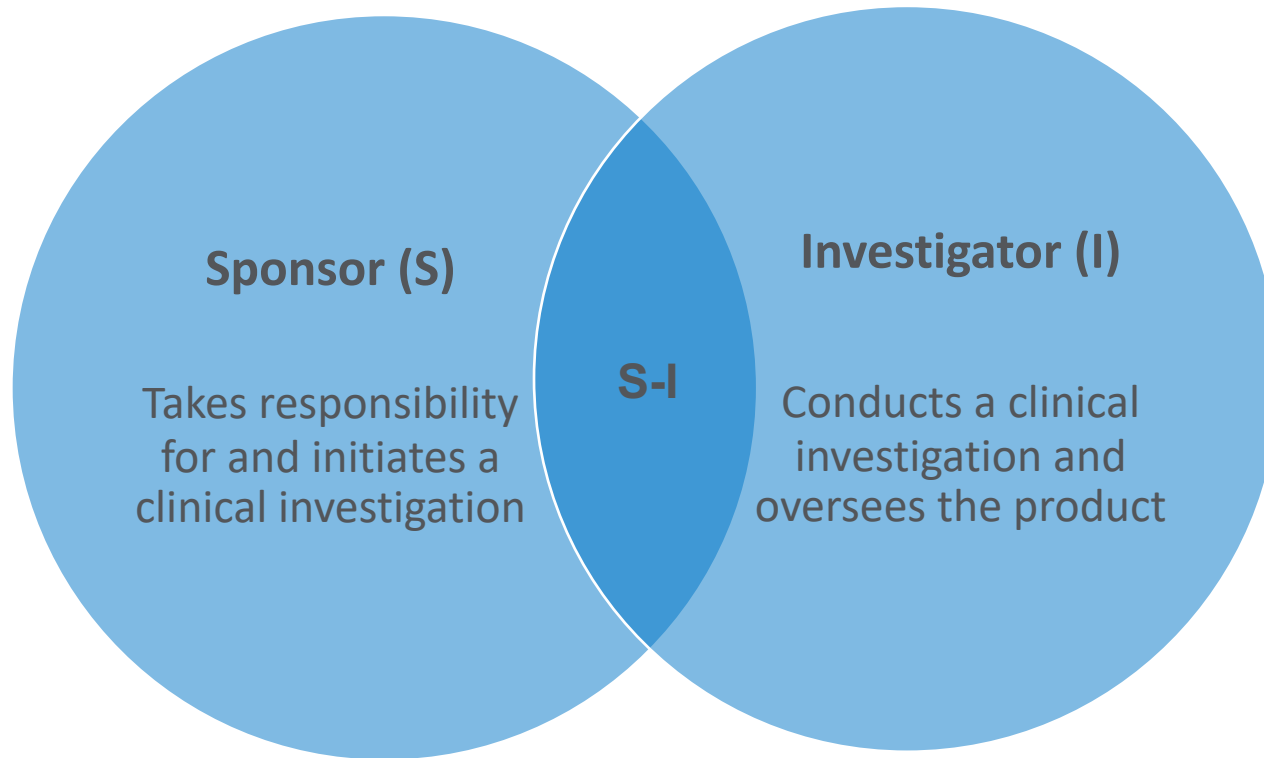 Sponsor (S)
Takes responsibility
for and initiates a
clinical investigation
S-I
Investigator (I)
Conducts a clinical
investigation and
oversees the product